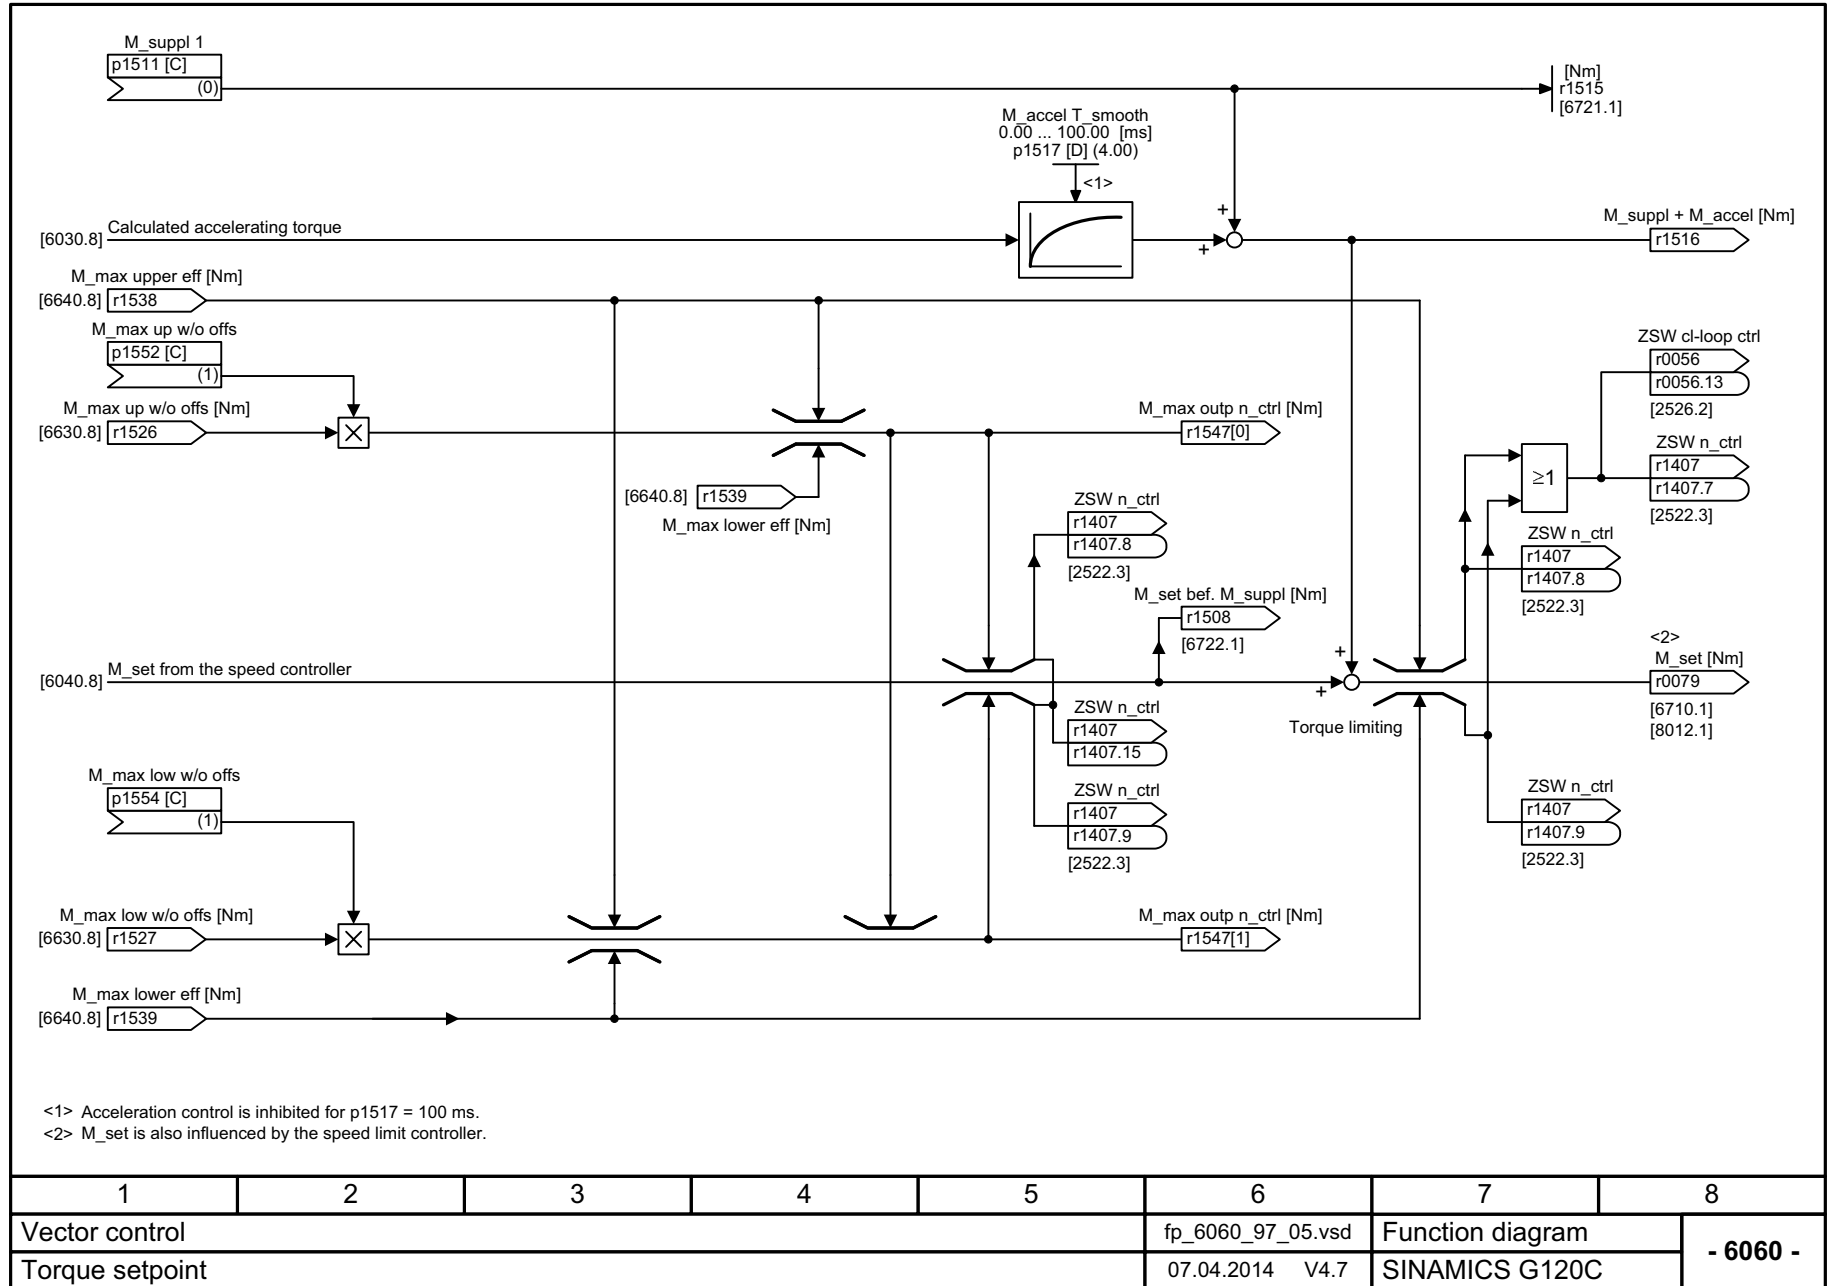 M_suppl 1
p1511 [C]
(0)
[Nm]
r1515
[6721.1]
M_accel T_smooth
0.00 ... 100.00 [ms]
p1517 [D] (4.00)
<1>
[6030.8] Calculated accelerating torque
+
+
M_suppl + M_accel [Nm]
r1516
M_max upper eff [Nm]
[6640.8] r1538
M_max up w/o offs
p1552 [C]
(1)
M_max up w/o offs [Nm]
[6630.8] r1526
M_max outp n_ctrl [Nm]
r1547[0]
[6640.8] r1539
M_max lower eff [Nm]
ZSW cl-loop ctrl
r0056
r0056.13
[2526.2]
≥1
ZSW n_ctrl
r1407
r1407.7
[2522.3]
ZSW n_ctrl
r1407
r1407.8
[2522.3]
ZSW n_ctrl
r1407
r1407.8
[2522.3]
M_set bef. M_suppl [Nm]
r1508
[6722.1]
[6040.8] M_set from the speed controller
+
+
Torque limiting
<2>
M_set [Nm]
r0079
[6710.1]
[8012.1]
ZSW n_ctrl
r1407
r1407.15
ZSW n_ctrl
r1407
r1407.9
[2522.3]
ZSW n_ctrl
r1407
r1407.9
[2522.3]
M_max low w/o offs
p1554 [C]
(1)
M_max low w/o offs [Nm]
[6630.8] r1527
M_max outp n_ctrl [Nm]
r1547[1]
M_max lower eff [Nm]
[6640.8] r1539
<1> Acceleration control is inhibited for p1517 = 100 ms.
<2> M_set is also influenced by the speed limit controller.
1 2 3 4 5 6 7 8
Vector control fp_6060_97_05.vsd Function diagram - 6060 -
Torque setpoint 07.04.2014 V4.7 SINAMICS G120C